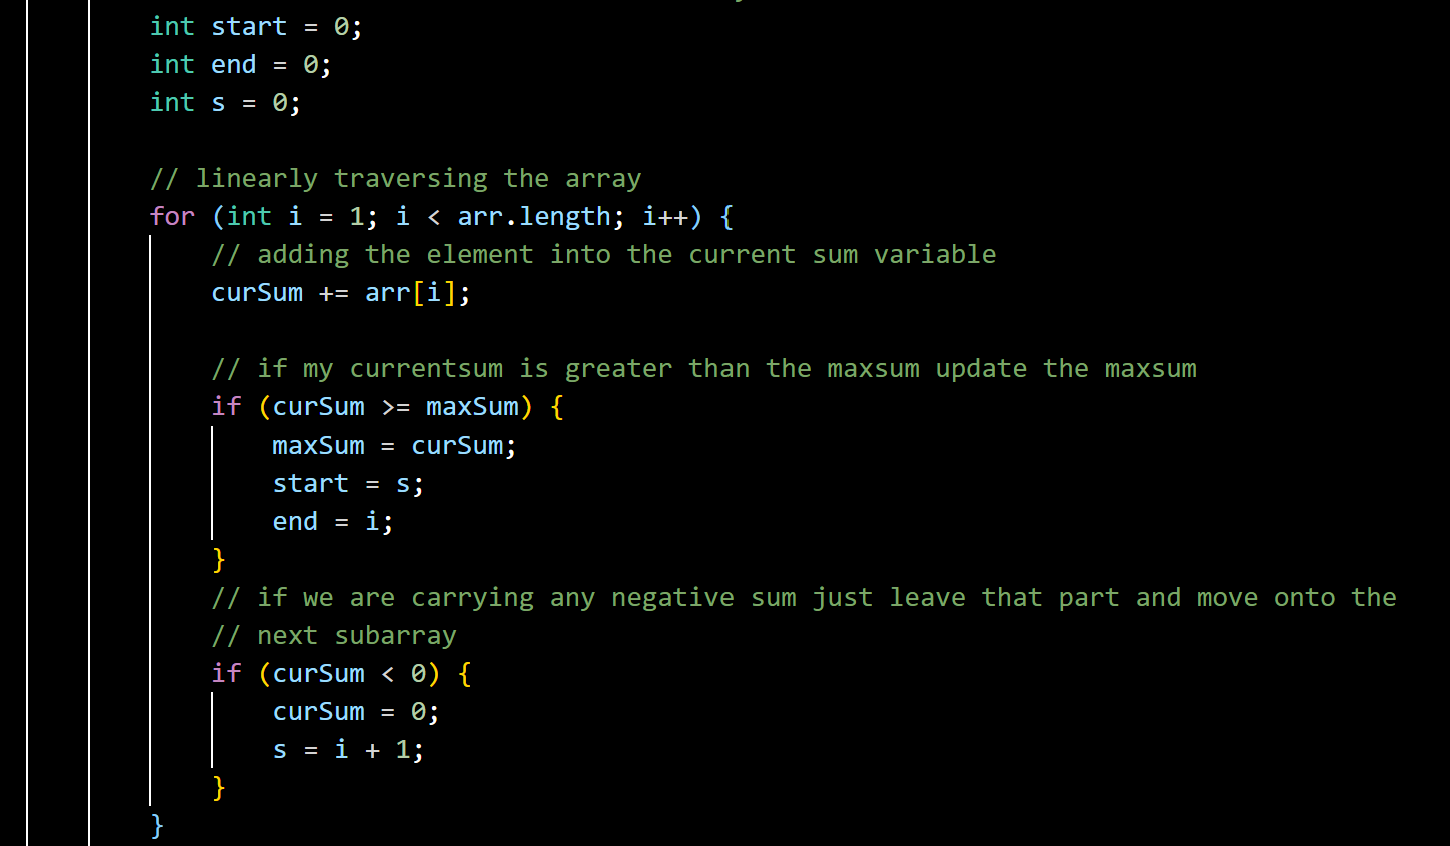 int start = 0;
int end = 0;
int s = 0;
// linearly traversing the array
for (int i = 1; i < arr.length; i++) {
// adding the element into the current sum variable
curSum += arr[i];
// if my currentsum is greater than the maxsum update the maxsum
if (curSum >= maxSum) {
maxSum = curSum;
start = s;
end = i;
}
// if we are carrying any negative sum just leave that part and move onto the
// next subarray
if (curSum < 0) {
curSum = 0;
s = i + 1;
}
}